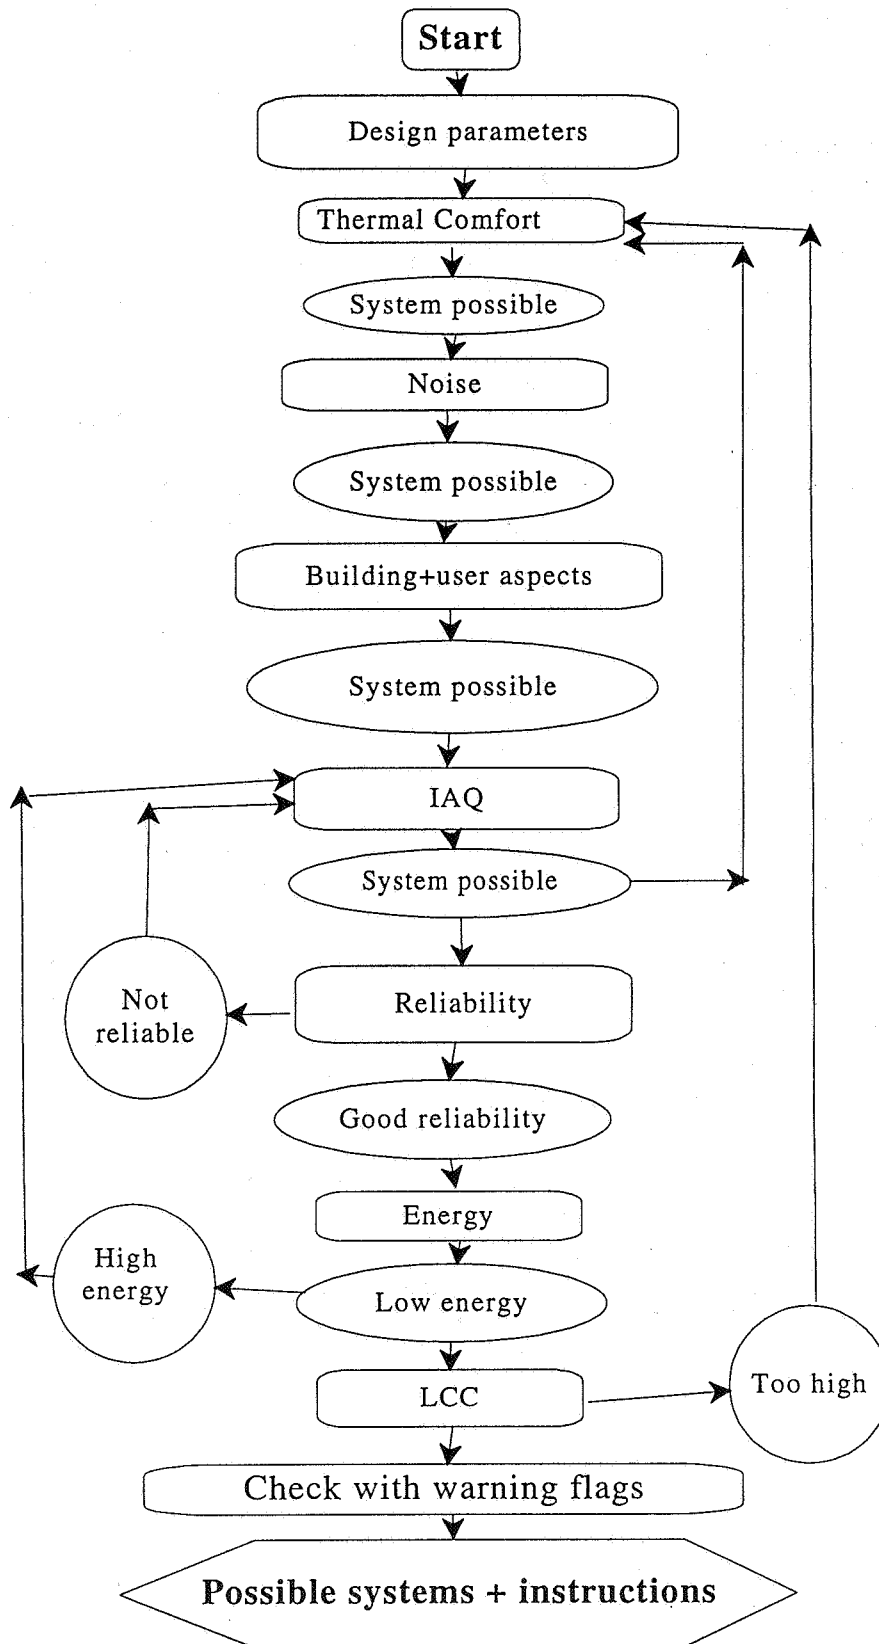 Start
Design parameters
Thermal Comfort
System possible
Noise
System possible
Building+user aspects
System possible
IAQ
System possible
Not
reliable
Reliability
Good reliability
Energy
High
energy
Low energy
LCC
Too high
Check with warning flags
Possible systems + instructions